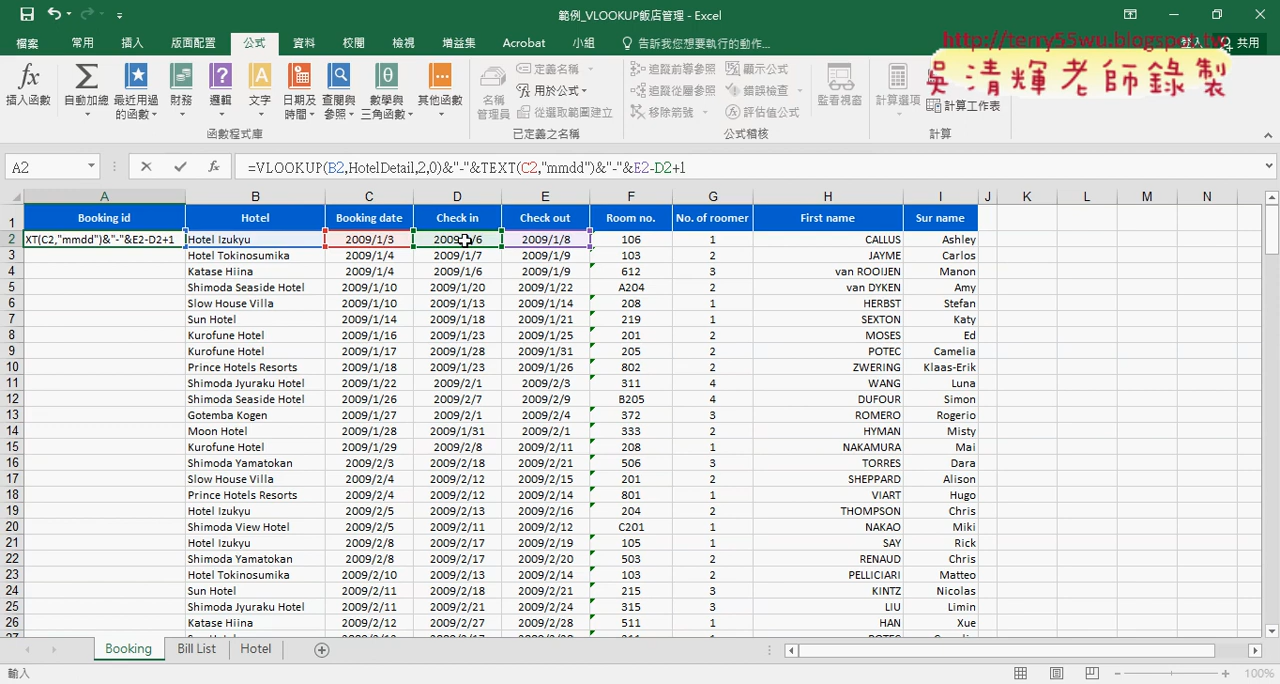 範例_VLOOKUP飯店管理 - Excel
檔案 常用 插入 版面配置 公式 資料 校閱 檢視 增益集 Acrobat 小組 告訴我您想要執行的動作... 登入 共用
http://terry55wu.blogspot.tw
吳清輝老師錄製
插入函數 自動加總 最近用過的函數 財務 邏輯 文字 日期及時間 查閱與參照 數學與三角函數 其他函數
函數程式庫
名稱管理員 定義名稱 用於公式 從選取範圍建立
已定義之名稱
追蹤前導參照 追蹤從屬參照 移除箭號 顯示公式 錯誤檢查 評估值公式 監看視窗
公式稽核
計算選項 計算工作表
計算
A2 fx =VLOOKUP(B2,HotelDetail,2,0)&"-"&TEXT(C2,"mmdd")&"-"&E2-D2+1
A B C D E F G H I J K L M N
1 Booking id Hotel Booking date Check in Check out Room no. No. of roomer First name Sur name
2 XT(C2,"mmdd")&"-"&E2-D2+1 Hotel Izukyu 2009/1/3 2009/1/6 2009/1/8 106 1 CALLUS Ashley
3 Hotel Tokinosumika 2009/1/4 2009/1/7 2009/1/9 103 2 JAYME Carlos
4 Katase Hiina 2009/1/4 2009/1/6 2009/1/9 612 3 van ROOIJEN Manon
5 Shimoda Seaside Hotel 2009/1/10 2009/1/20 2009/1/22 A204 2 van DYKEN Amy
6 Slow House Villa 2009/1/10 2009/1/13 2009/1/14 208 1 HERBST Stefan
7 Sun Hotel 2009/1/14 2009/1/18 2009/1/21 219 1 SEXTON Katy
8 Kurofune Hotel 2009/1/16 2009/1/23 2009/1/25 201 2 MOSES Ed
9 Kurofune Hotel 2009/1/17 2009/1/28 2009/1/31 205 2 POTEC Camelia
10 Prince Hotels Resorts 2009/1/18 2009/1/23 2009/1/26 802 2 ZWERING Klaas-Erik
11 Shimoda Jyuraku Hotel 2009/1/22 2009/2/1 2009/2/3 311 4 WANG Luna
12 Shimoda Seaside Hotel 2009/1/26 2009/2/7 2009/2/9 B205 4 DUFOUR Simon
13 Gotemba Kogen 2009/1/27 2009/2/1 2009/2/4 372 3 ROMERO Rogerio
14 Moon Hotel 2009/1/28 2009/1/31 2009/2/1 333 2 HYMAN Misty
15 Kurofune Hotel 2009/1/29 2009/2/8 2009/2/11 208 1 NAKAMURA Mai
16 Shimoda Yamatokan 2009/2/3 2009/2/18 2009/2/21 506 3 TORRES Dara
17 Slow House Villa 2009/2/4 2009/2/12 2009/2/15 201 2 SHEPPARD Alison
18 Prince Hotels Resorts 2009/2/4 2009/2/12 2009/2/14 801 1 VIART Hugo
19 Hotel Izukyu 2009/2/5 2009/2/13 2009/2/16 204 2 THOMPSON Chris
20 Shimoda View Hotel 2009/2/5 2009/2/11 2009/2/12 C201 1 NAKAO Miki
21 Hotel Izukyu 2009/2/8 2009/2/17 2009/2/19 105 1 SAY Rick
22 Shimoda Yamatokan 2009/2/8 2009/2/17 2009/2/20 503 2 RENAUD Chris
23 Hotel Tokinosumika 2009/2/10 2009/2/13 2009/2/14 103 2 PELLICIARI Matteo
24 Sun Hotel 2009/2/11 2009/2/18 2009/2/21 215 3 KINTZ Nicolas
25 Shimoda Jyuraku Hotel 2009/2/11 2009/2/21 2009/2/24 315 3 LIU Limin
26 Katase Hiina 2009/2/12 2009/2/27 2009/2/28 511 1 HAN Xue
Booking Bill List Hotel
輸入 100%